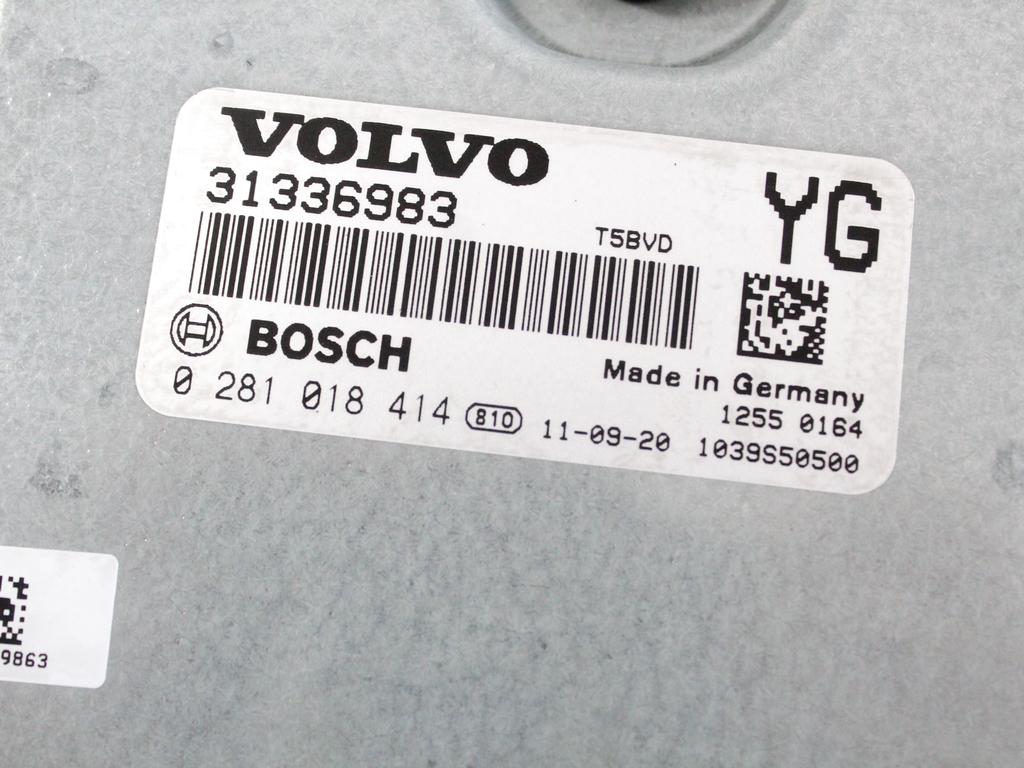 VOLVO
31336983
YG
T5BVD
BOSCH
Made in Germany
0 281 018 414 810 11-09-20
1255 0164
1039S50500
9863